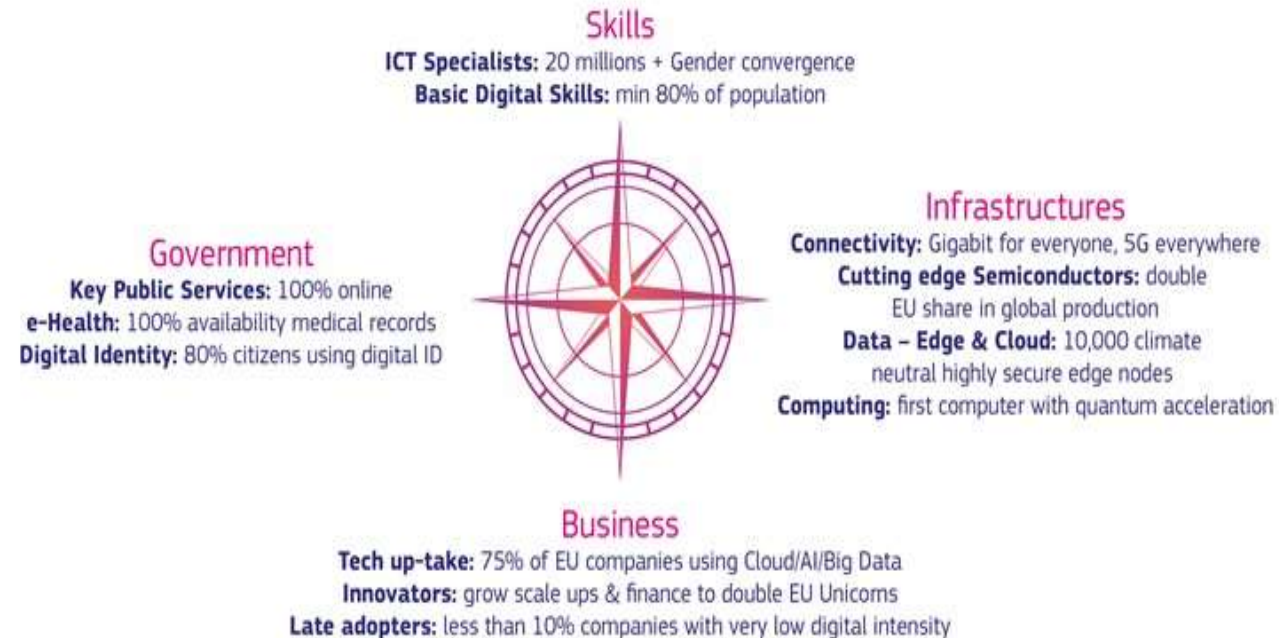 Skills
ICT Specialists: 20 millions + Gender convergence
Basic Digital Skills: min 80% of population
Government
Key Public Services: 100% online
e-Health: 100% availability medical records
Digital Identity: 80% citizens using digital ID
Infrastructures
Connectivity: Gigabit for everyone, 5G everywhere
Cutting edge Semiconductors: double
EU share in global production
Data – Edge & Cloud: 10,000 climate
neutral highly secure edge nodes
Computing: first computer with quantum acceleration
Business
Tech up-take: 75% of EU companies using Cloud/AI/Big Data
Innovators: grow scale ups & finance to double EU Unicorns
Late adopters: less than 10% companies with very low digital intensity